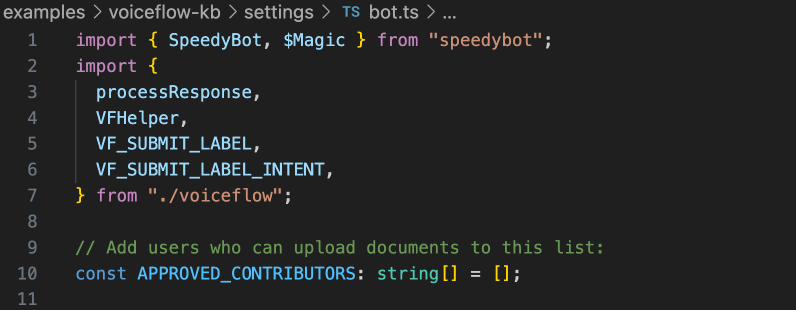 examples > voiceflow-kb > settings > TS bot.ts > ...
1 import { SpeedyBot, $Magic } from "speedybot";
2 import {
3 processResponse,
4 VFHelper,
5 VF_SUBMIT_LABEL,
6 VF_SUBMIT_LABEL_INTENT,
7 } from "./voiceflow";
8
9 // Add users who can upload documents to this list:
10 const APPROVED_CONTRIBUTORS: string[] = [];
11